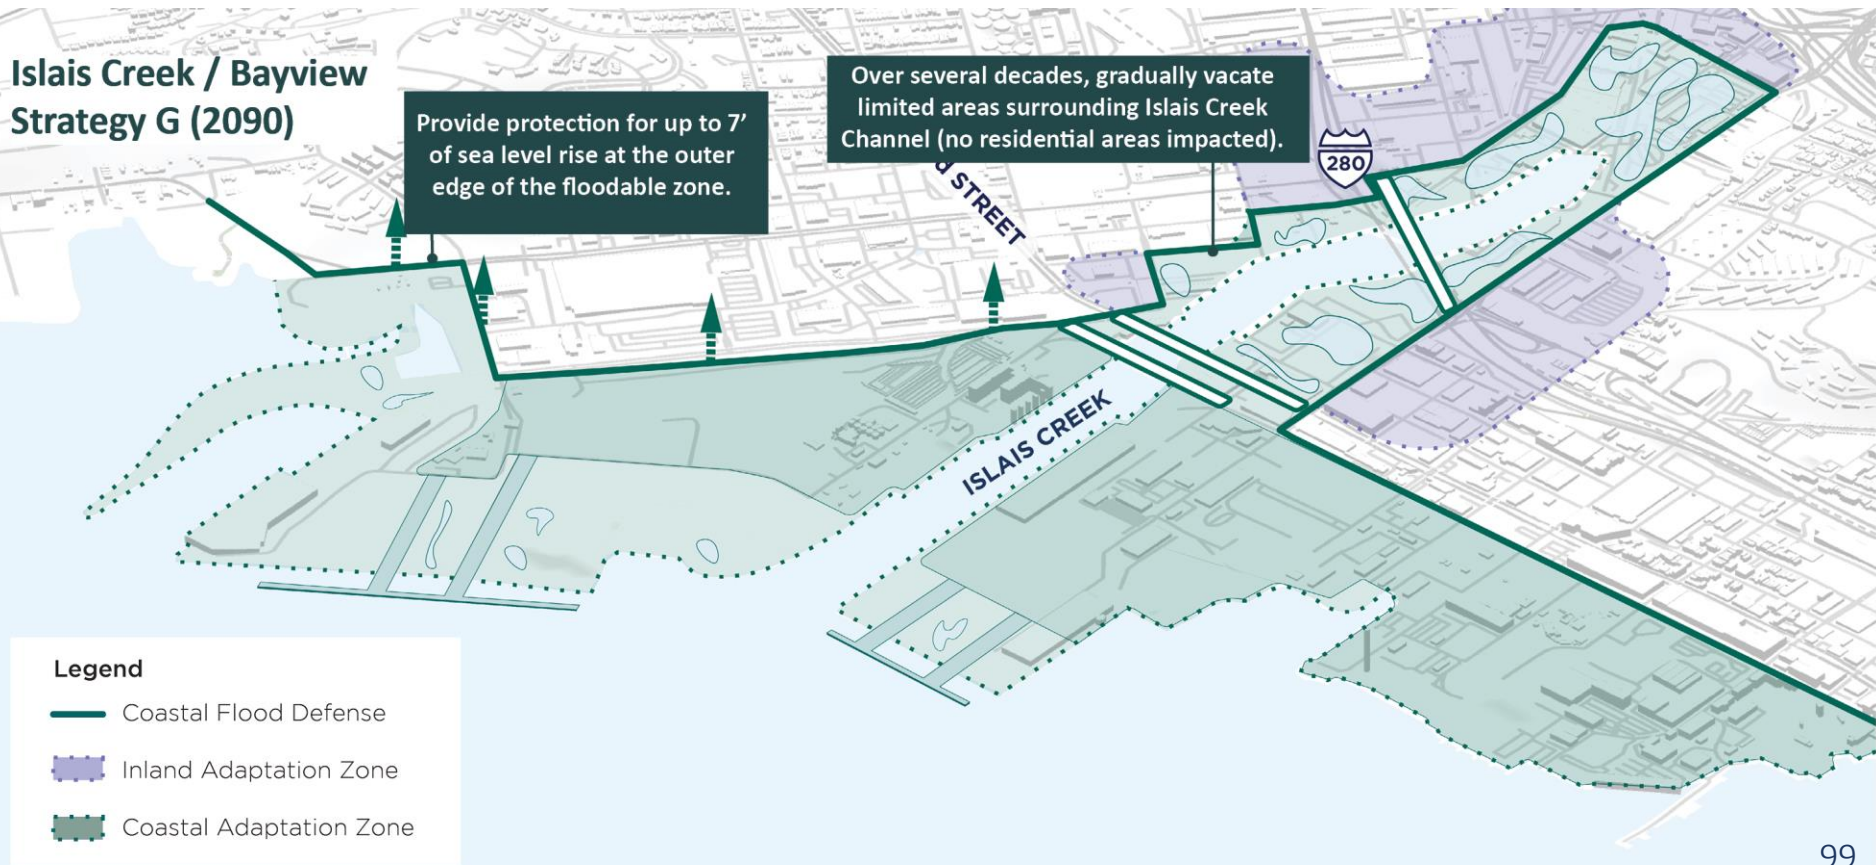 Islais Creek / Bayview
Strategy G (2090)
Provide protection for up to 7’
of sea level rise at the outer
edge of the floodable zone.
Over several decades, gradually vacate
limited areas surrounding Islais Creek
Channel (no residential areas impacted).
280
STREET
ISLAIS CREEK
Legend
Coastal Flood Defense
Inland Adaptation Zone
Coastal Adaptation Zone
99